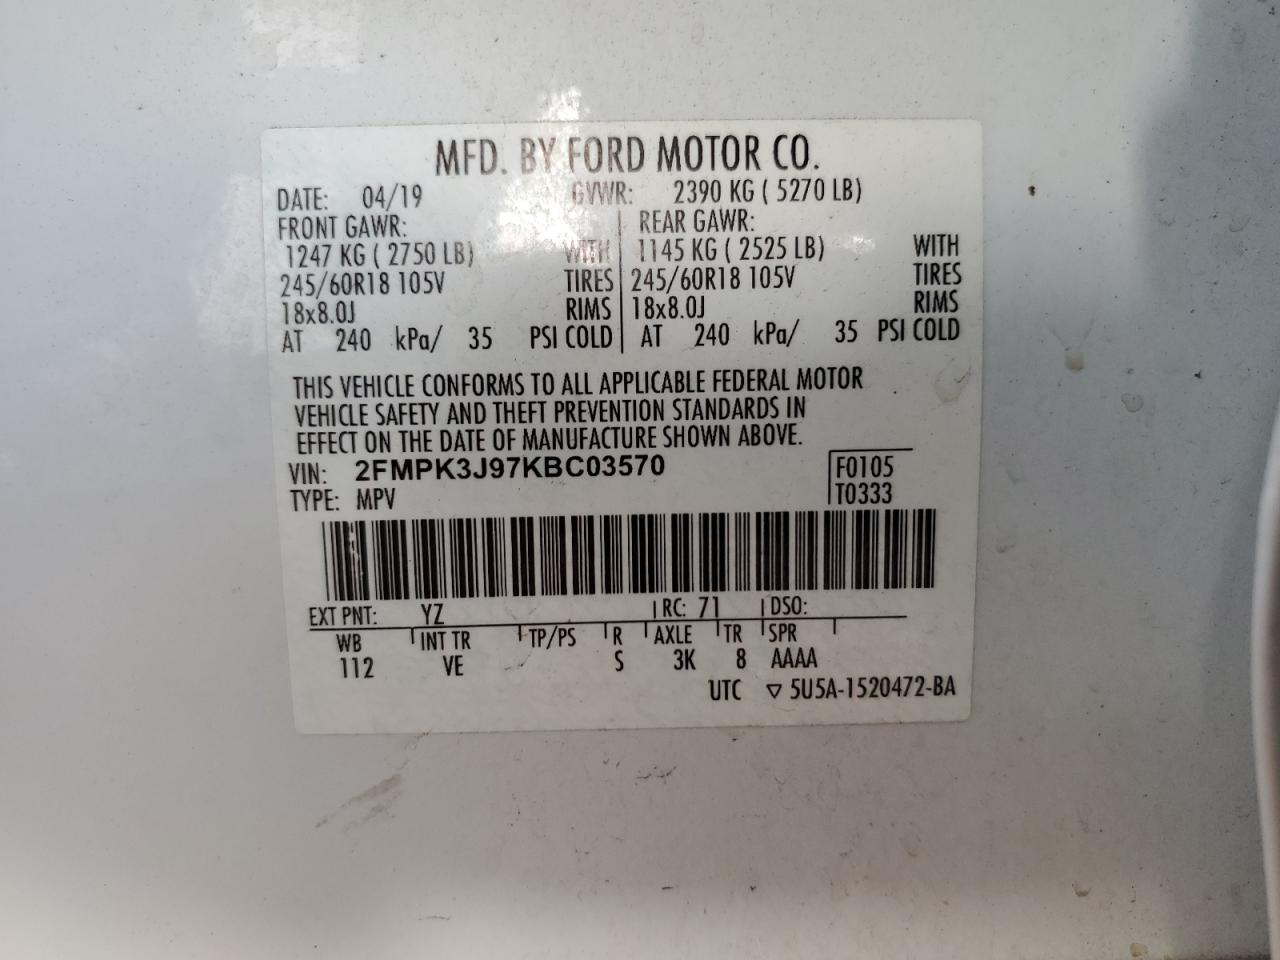 MFD. BY FORD MOTOR CO.
DATE: 04/19 GVWR: 2390 KG ( 5270 LB)
FRONT GAWR: REAR GAWR:
1247 KG ( 2750 LB) WITH 1145 KG ( 2525 LB) WITH
245/60R18 105V TIRES 245/60R18 105V TIRES
18x8.0J RIMS 18x8.0J RIMS
AT 240 kPa/ 35 PSI COLD AT 240 kPa/ 35 PSI COLD
THIS VEHICLE CONFORMS TO ALL APPLICABLE FEDERAL MOTOR
VEHICLE SAFETY AND THEFT PREVENTION STANDARDS IN
EFFECT ON THE DATE OF MANUFACTURE SHOWN ABOVE.
VIN: 2FMPK3J97KBC03570 F0105
TYPE: MPV T0333
EXT PNT: YZ RC: 71 DSO:
WB INT TR TP/PS R AXLE TR SPR
112 VE S 3K 8 AAAA
UTC ▽ 5U5A-1520472-BA